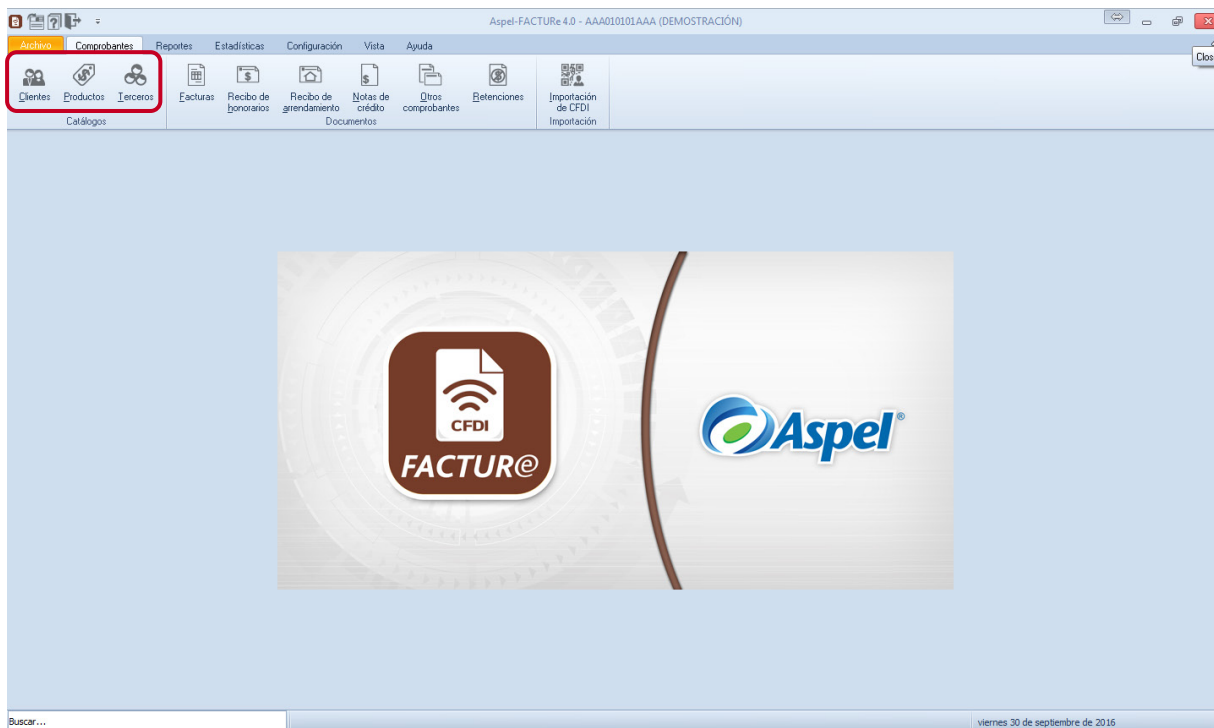 Aspel-FACTURe 4.0 - AAA010101AAA (DEMOSTRACIÓN)
Archivo Comprobantes Reportes Estadísticas Configuración Vista Ayuda
Clos
Clientes Productos Terceros Facturas Recibo de honorarios Recibo de arrendamiento Notas de crédito Otros comprobantes Retenciones Importación de CFDI
Catálogos Documentos Importación
CFDI
FACTUR@
Aspel®
Buscar... viernes 30 de septiembre de 2016